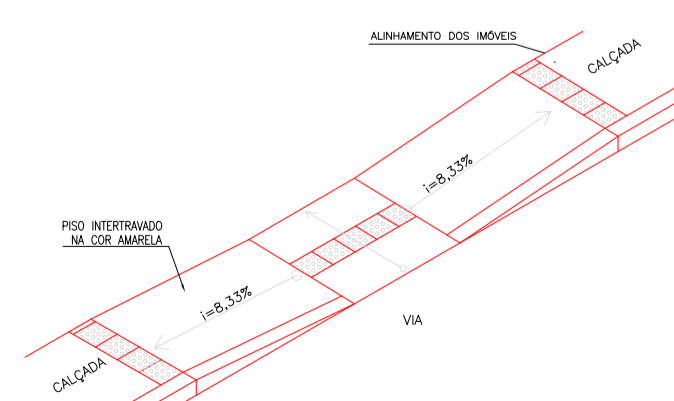 ALINHAMENTO DOS IMÓVEIS
CALÇADA
i=8,33%
PISO INTERTRAVADO
NA COR AMARELA
i=8,33%
VIA
CALÇADA